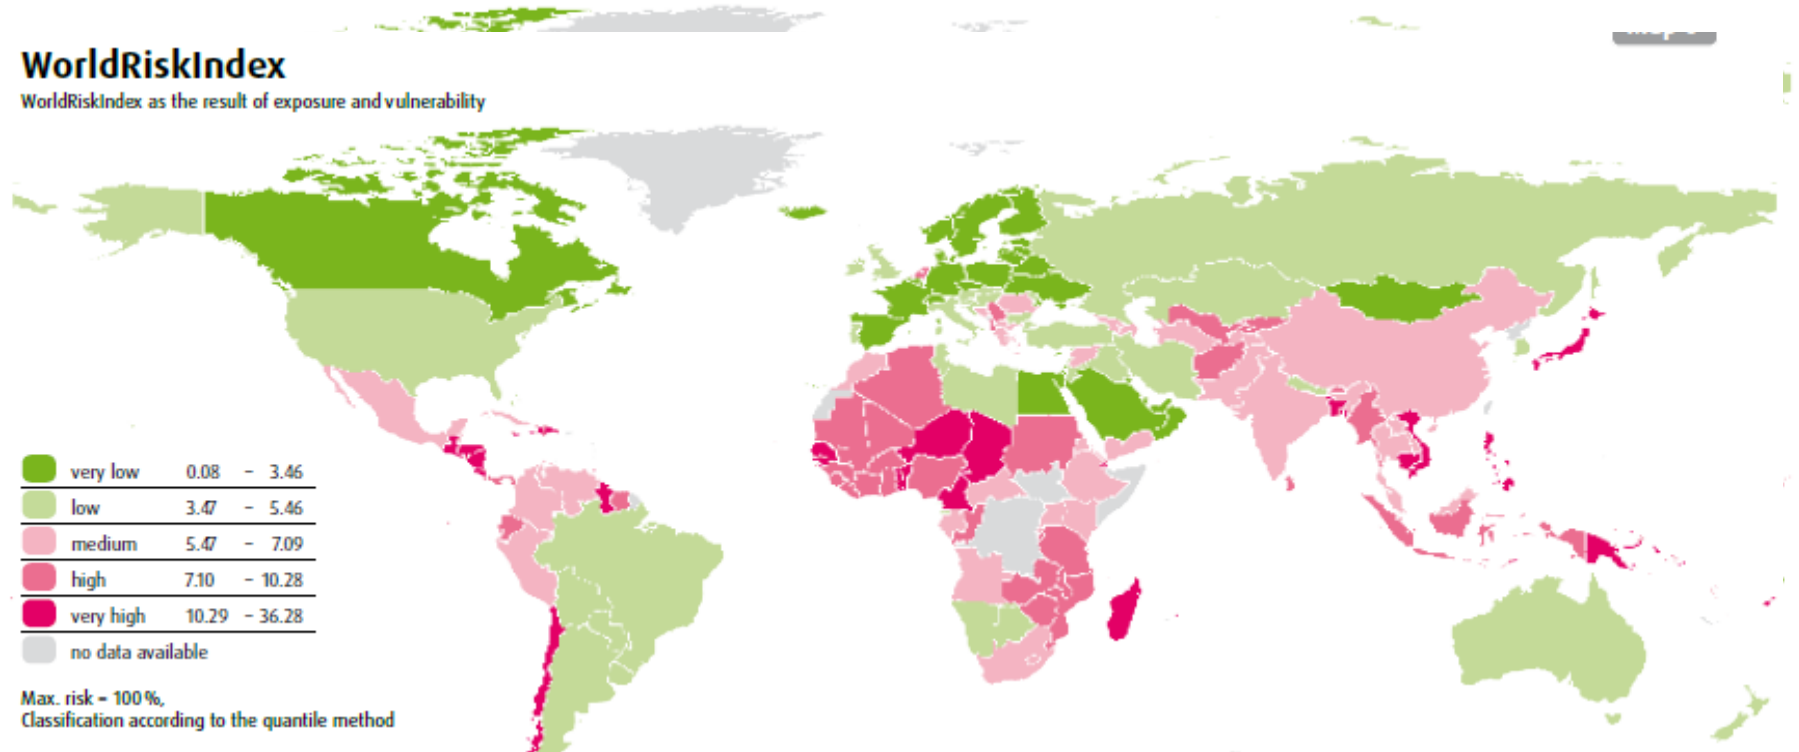 WorldRiskIndex
WorldRiskIndex as the result of exposure and vulnerability
very low 0.08 – 3.46
low 3.47 – 5.46
medium 5.47 – 7.09
high 7.10 – 10.28
very high 10.29 – 36.28
no data available
Max. risk = 100 %,
Classification according to the quantile method